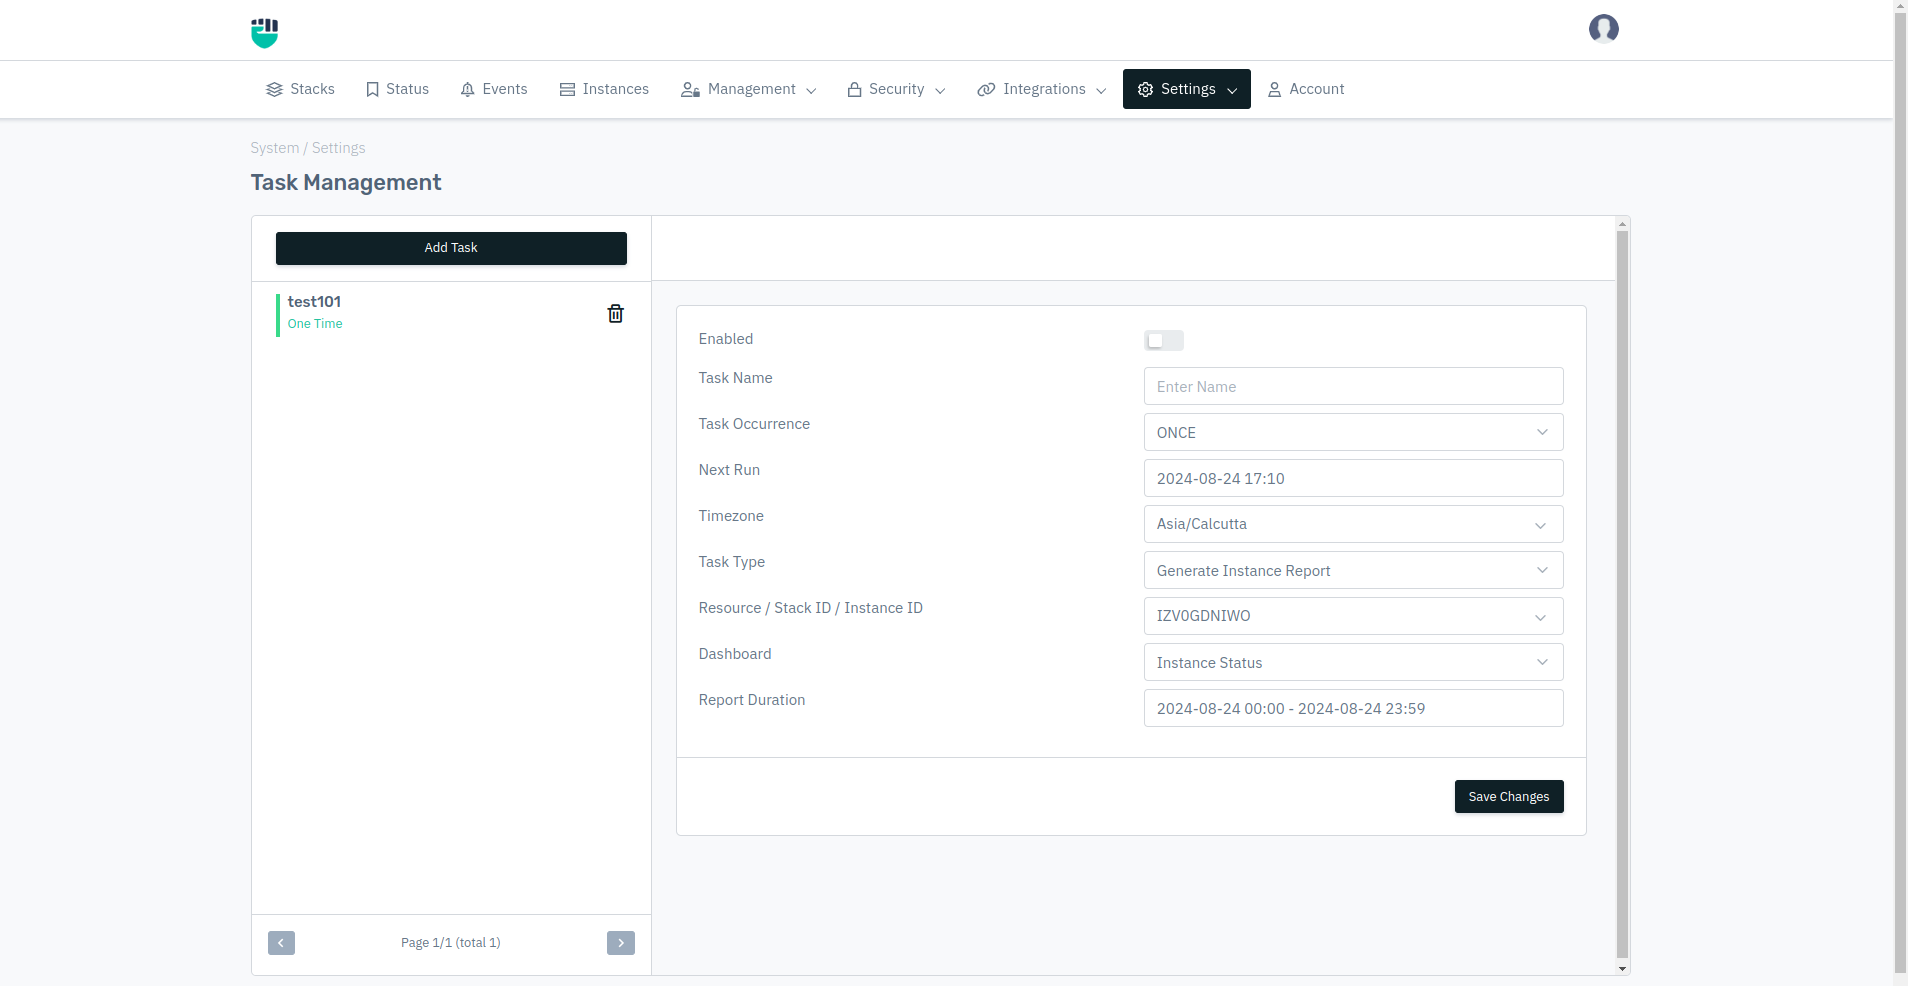 Stacks Status Events Instances Management Security Integrations Settings Account
System / Settings
Task Management
Add Task
test101
One Time
Enabled
Task Name Enter Name
Task Occurrence ONCE
Next Run 2024-08-24 17:10
Timezone Asia/Calcutta
Task Type Generate Instance Report
Resource / Stack ID / Instance ID IZV0GDNIWO
Dashboard Instance Status
Report Duration 2024-08-24 00:00 - 2024-08-24 23:59
Save Changes
Page 1/1 (total 1)